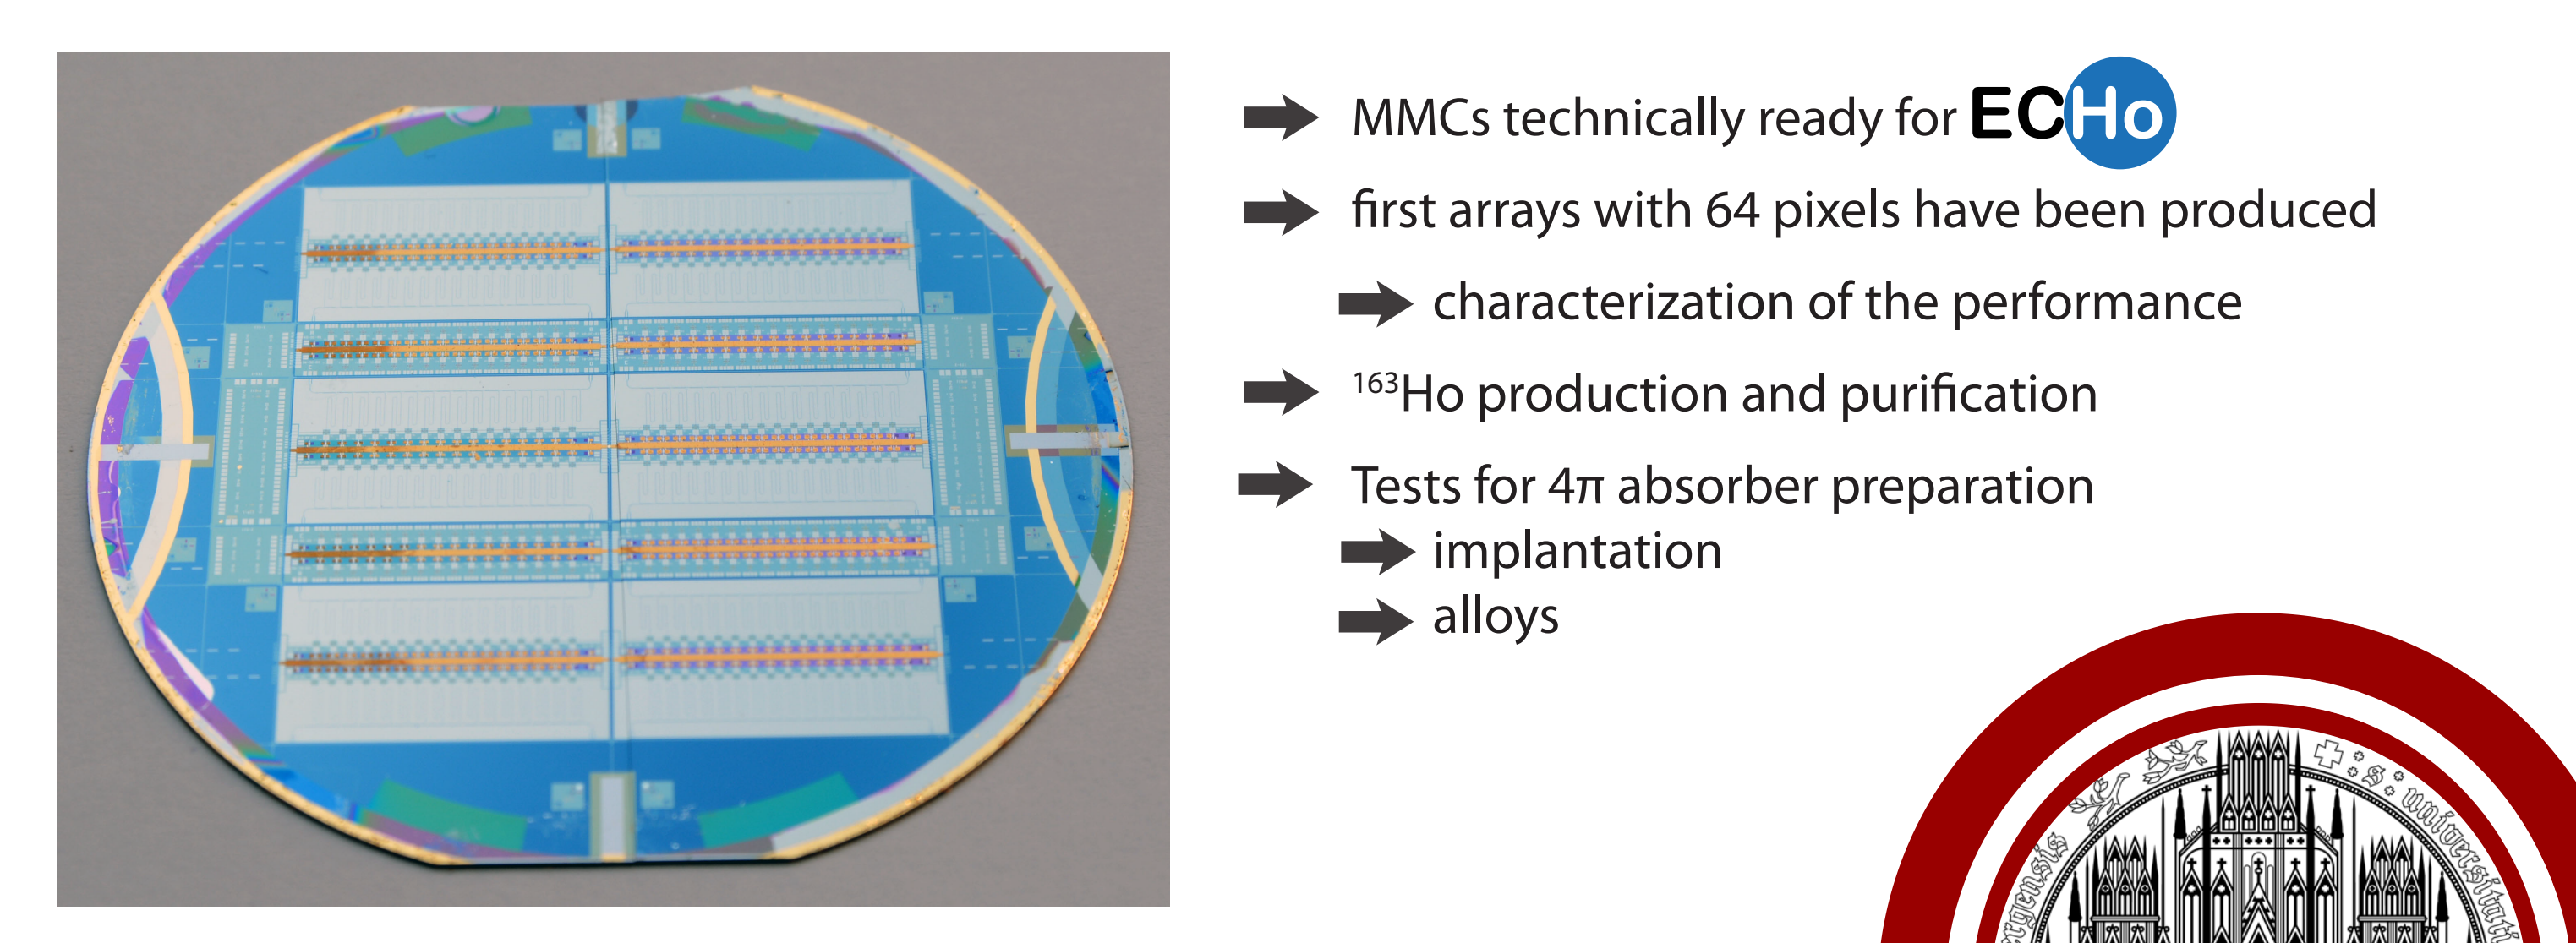 MMCs technically ready for ECHo
first arrays with 64 pixels have been produced
characterization of the performance
¹⁶³Ho production and purification
Tests for 4π absorber preparation
implantation
alloys
s: universitati